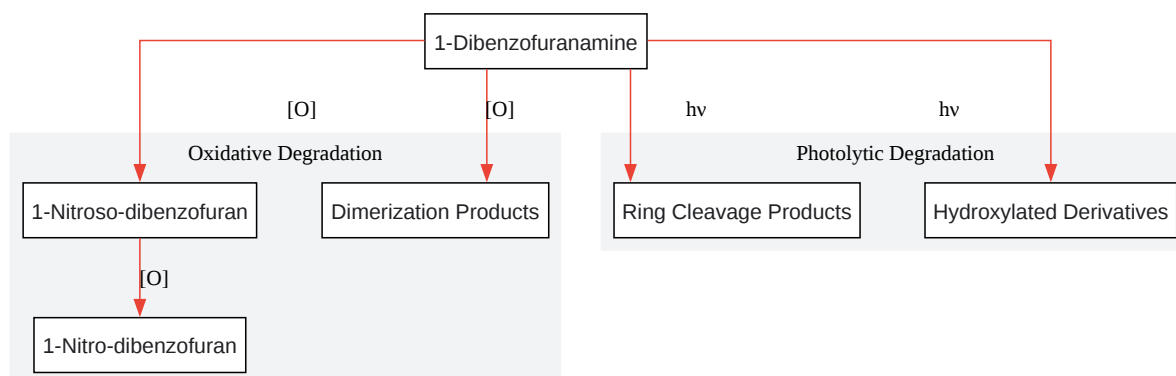 1-Dibenzofuranamine
[O]
[O]
hν
hν
Oxidative Degradation
Photolytic Degradation
1-Nitroso-dibenzofuran
Dimerization Products
Ring Cleavage Products
Hydroxylated Derivatives
[O]
1-Nitro-dibenzofuran